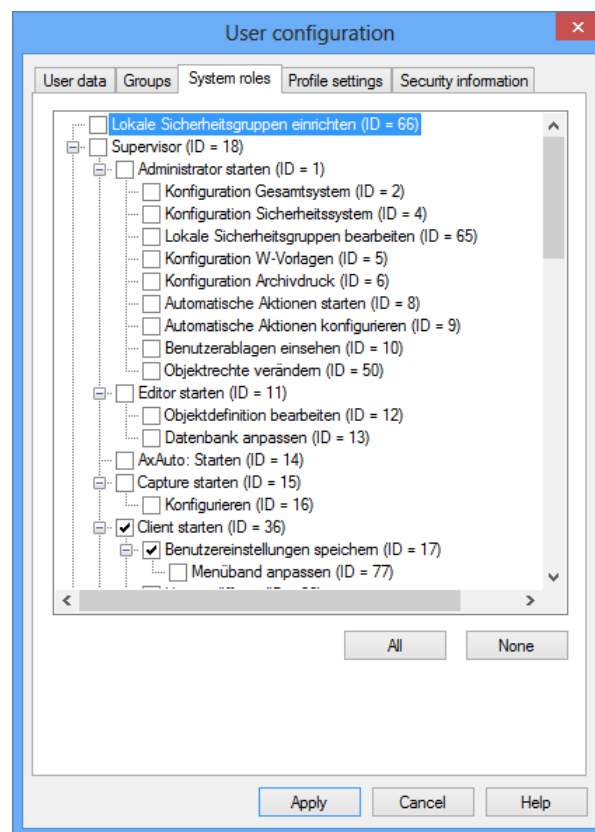 User configuration
User data Groups System roles Profile settings Security information
Lokale Sicherheitsgruppen einrichten (ID = 66)
Supervisor (ID = 18)
Administrator starten (ID = 1)
Konfiguration Gesamtsystem (ID = 2)
Konfiguration Sicherheitssystem (ID = 4)
Lokale Sicherheitsgruppen bearbeiten (ID = 65)
Konfiguration W-Vorlagen (ID = 5)
Konfiguration Archivdruck (ID = 6)
Automatische Aktionen starten (ID = 8)
Automatische Aktionen konfigurieren (ID = 9)
Benutzerablagen einsehen (ID = 10)
Objektrechte verändern (ID = 50)
Editor starten (ID = 11)
Objektdefinition bearbeiten (ID = 12)
Datenbank anpassen (ID = 13)
AxAuto: Starten (ID = 14)
Capture starten (ID = 15)
Konfigurieren (ID = 16)
Client starten (ID = 36)
Benutzereinstellungen speichern (ID = 17)
Menüband anpassen (ID = 77)
All None
Apply Cancel Help